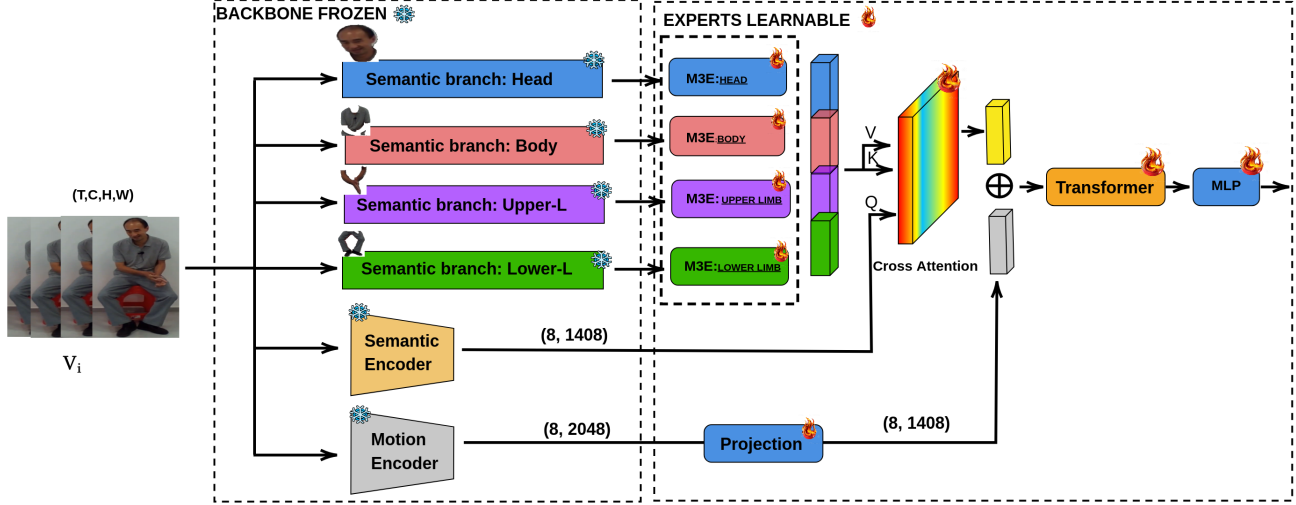 BACKBONE FROZEN
EXPERTS LEARNABLE
Semantic branch: Head
M3E:HEAD
Semantic branch: Body
M3E:BODY
V
K
(T,C,H,W)
Semantic branch: Upper-L
M3E: UPPER LIMB
Q
Transformer
MLP
Semantic branch: Lower-L
M3E:LOWER LIMB
Cross Attention
Vi
Semantic
Encoder
(8, 1408)
Motion
Encoder
(8, 2048)
Projection
(8, 1408)